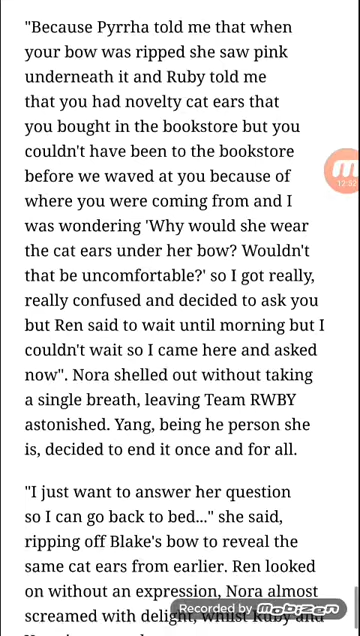 "Because Pyrrha told me that when
your bow was ripped she saw pink
underneath it and Ruby told me
that you had novelty cat ears that
you bought in the bookstore but you
couldn't have been to the bookstore
before we waved at you because of
where you were coming from and I
was wondering 'Why would she wear
the cat ears under her bow? Wouldn't
that be uncomfortable?' so I got really,
really confused and decided to ask you
but Ren said to wait until morning but I
couldn't wait so I came here and asked
now". Nora shelled out without taking
a single breath, leaving Team RWBY
astonished. Yang, being he person she
is, decided to end it once and for all.
"I just want to answer her question
so I can go back to bed..." she said,
ripping off Blake's bow to reveal the
same cat ears from earlier. Ren looked
on without an expression, Nora almost
screamed with delight, whilst Ruby and
Recorded by mobizen
12:02